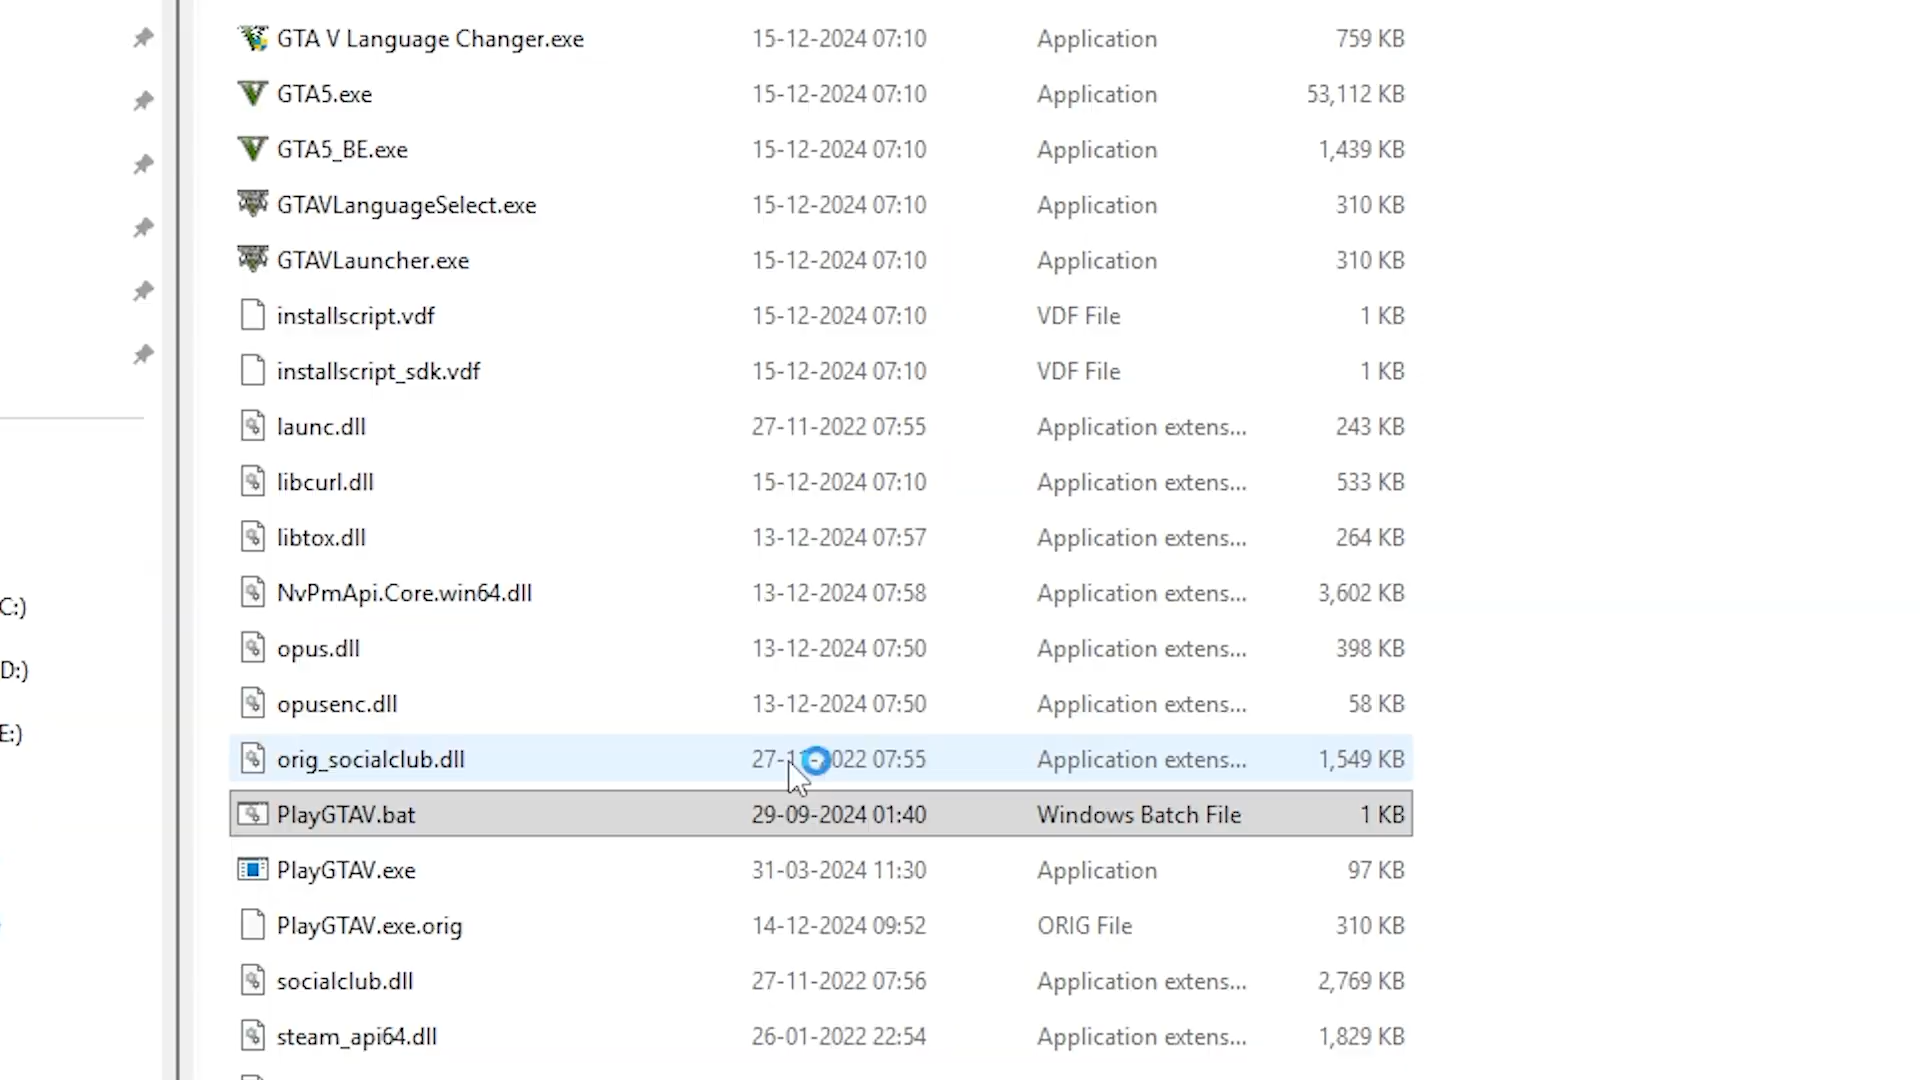 GTA V Language Changer.exe 15-12-2024 07:10 Application 759 KB
GTA5.exe 15-12-2024 07:10 Application 53,112 KB
GTA5_BE.exe 15-12-2024 07:10 Application 1,439 KB
GTAVLanguageSelect.exe 15-12-2024 07:10 Application 310 KB
GTAVLauncher.exe 15-12-2024 07:10 Application 310 KB
installscript.vdf 15-12-2024 07:10 VDF File 1 KB
installscript_sdk.vdf 15-12-2024 07:10 VDF File 1 KB
launc.dll 27-11-2022 07:55 Application extens... 243 KB
libcurl.dll 15-12-2024 07:10 Application extens... 533 KB
libtox.dll 13-12-2024 07:57 Application extens... 264 KB
C:) NvPmApi.Core.win64.dll 13-12-2024 07:58 Application extens... 3,602 KB
D:) opus.dll 13-12-2024 07:50 Application extens... 398 KB
E:) opusenc.dll 13-12-2024 07:50 Application extens... 58 KB
orig_socialclub.dll 07:55 Application extens... 1,549 KB
PlayGTAV.bat 29-09-2024 01:40 Windows Batch File 1 KB
PlayGTAV.exe 31-03-2024 11:30 Application 97 KB
PlayGTAV.exe.orig 14-12-2024 09:52 ORIG File 310 KB
socialclub.dll 27-11-2022 07:56 Application extens... 2,769 KB
steam_api64.dll 26-01-2022 22:54 Application extens... 1,829 KB